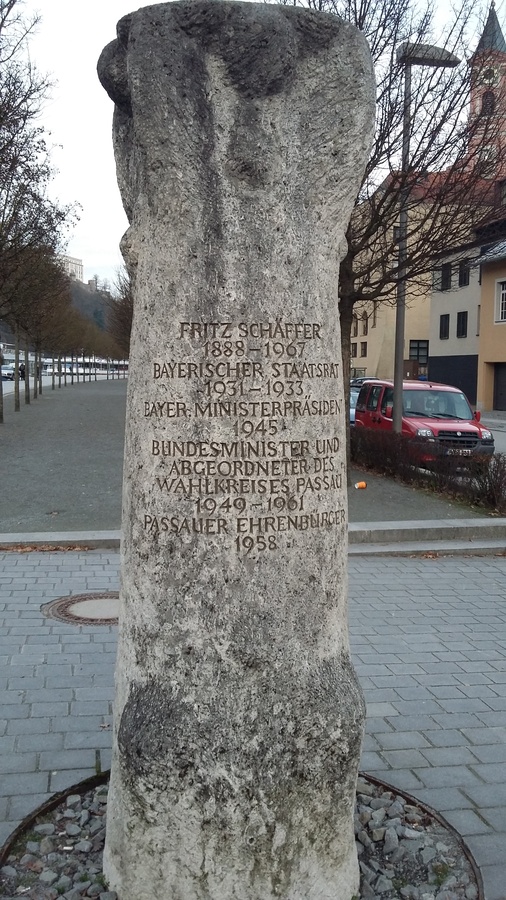 FRITZ SCHÄFFER
1888–1967
BAYERISCHER STAATSRAT
1931–1933
BAYER. MINISTERPRÄSIDENT
1945
BUNDESMINISTER UND
ABGEORDNETER DES
WAHLKREISES PASSAU
1949–1961
PASSAUER EHRENBÜRGER
1958